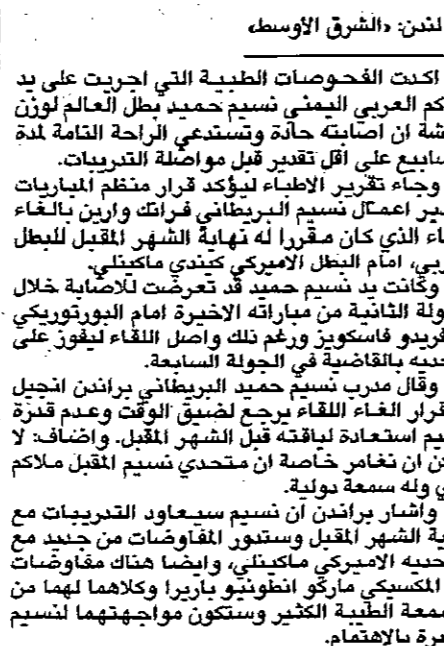 لندن: «الشرق الأوسط»
اكدت الفحوصات الطبية التي اجريت على يد
كم العربي اليمني نسيم حميد بطل العالم لوزن
شة ان اصابته حادة وتستدعي الراحة التامة لمدة
سابيع على اقل تقدير قبل مواصلة التدريبات.
وجاء تقرير الاطباء ليؤكد قرار منظم المباريات
ير اعمال نسيم البريطاني فرانك وارين بالغاء
اء الذي كان مقررا له نهاية الشهر المقبل للبطل
ربي، امام البطل الاميركي كيندي ماكينلي.
وكانت يد نسيم حميد قد تعرضت للاصابة خلال
ولة الثانية من مباراته الاخيرة امام البورتوريكي
فريدو فاسكويز ورغم ذلك واصل اللقاء ليفوز على
حديه بالقاضية في الجولة السابعة.
وقال مدرب نسيم حميد البريطاني براندن انجيل
قرار الغاء اللقاء يرجع لضيق الوقت وعدم قدرة
يم استعادة لياقته قبل الشهر المقبل. واضاف: لا
ن ان نغامر خاصة ان متحدي نسيم المقبل ملاكم
ي وله سمعة دولية.
واشار براندن ان نسيم سيعاود التدريبات مع
ية الشهر المقبل وستدور المفاوضات من جديد مع
حديه الاميركي ماكينلي، وايضا هناك مفاوضات
المكسيكي ماركو انطونيو باريرا وكلاهما لهما من
سمعة الطيبة الكثير وستكون مواجهتهما لنسيم
يرة بالاهتمام.